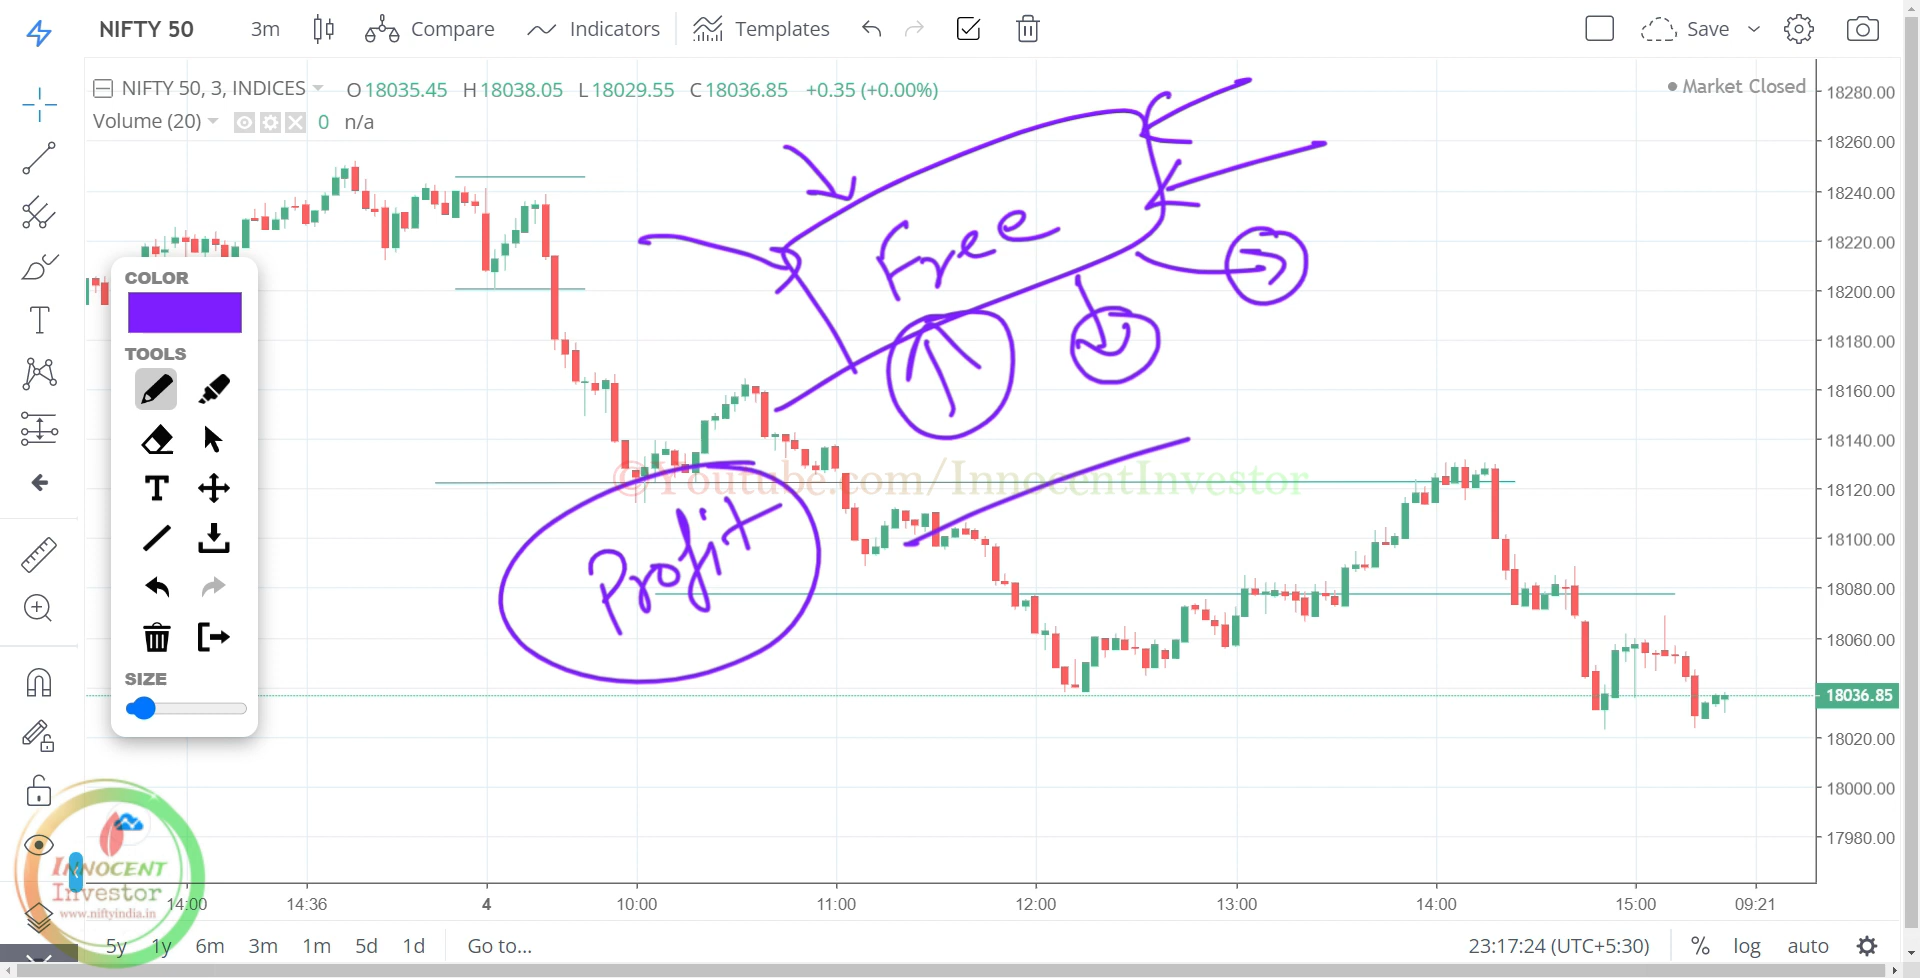 NIFTY 50 3m Compare Indicators Templates Save
NIFTY 50, 3, INDICES O18035.45 H18038.05 L18029.55 C18036.85 +0.35 (+0.00%)
Market Closed
Volume (20) 0 n/a
18280.00
18260.00
18240.00
18220.00
18200.00
18180.00
18160.00
18140.00
18120.00
18100.00
18080.00
18060.00
18036.85
18020.00
18000.00
17980.00
COLOR
TOOLS
T
T
SIZE
Free
©Youtube.com/InnocentInvestor
Profit
INNOCENT
Investor
www.niftyindia.in
14:00 14:36 4 10:00 11:00 12:00 13:00 14:00 15:00 09:21
5y 1y 6m 3m 1m 5d 1d Go to... 23:17:24 (UTC+5:30) % log auto